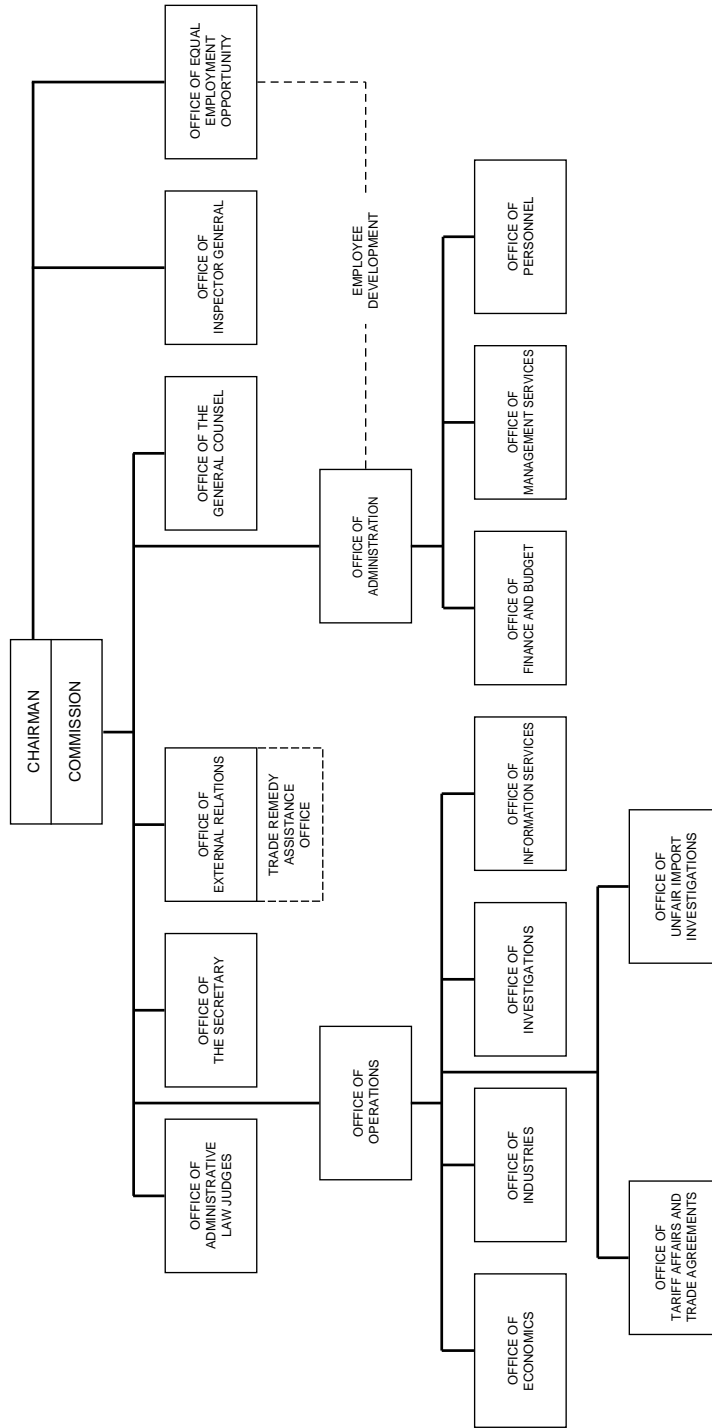 CHAIRMAN
COMMISSION
OFFICE OF
ADMINISTRATIVE
LAW JUDGES
OFFICE OF
THE SECRETARY
OFFICE OF
EXTERNAL RELATIONS
TRADE REMEDY
ASSISTANCE
OFFICE
OFFICE OF THE
GENERAL COUNSEL
OFFICE OF
INSPECTOR GENERAL
OFFICE OF EQUAL
EMPLOYMENT
OPPORTUNITY
OFFICE OF
OPERATIONS
OFFICE OF
ADMINISTRATION
EMPLOYEE
DEVELOPMENT
OFFICE OF
ECONOMICS
OFFICE OF
INDUSTRIES
OFFICE OF
INVESTIGATIONS
OFFICE OF
INFORMATION SERVICES
OFFICE OF
FINANCE AND BUDGET
OFFICE OF
MANAGEMENT SERVICES
OFFICE OF
PERSONNEL
OFFICE OF
TARIFF AFFAIRS AND
TRADE AGREEMENTS
OFFICE OF
UNFAIR IMPORT
INVESTIGATIONS